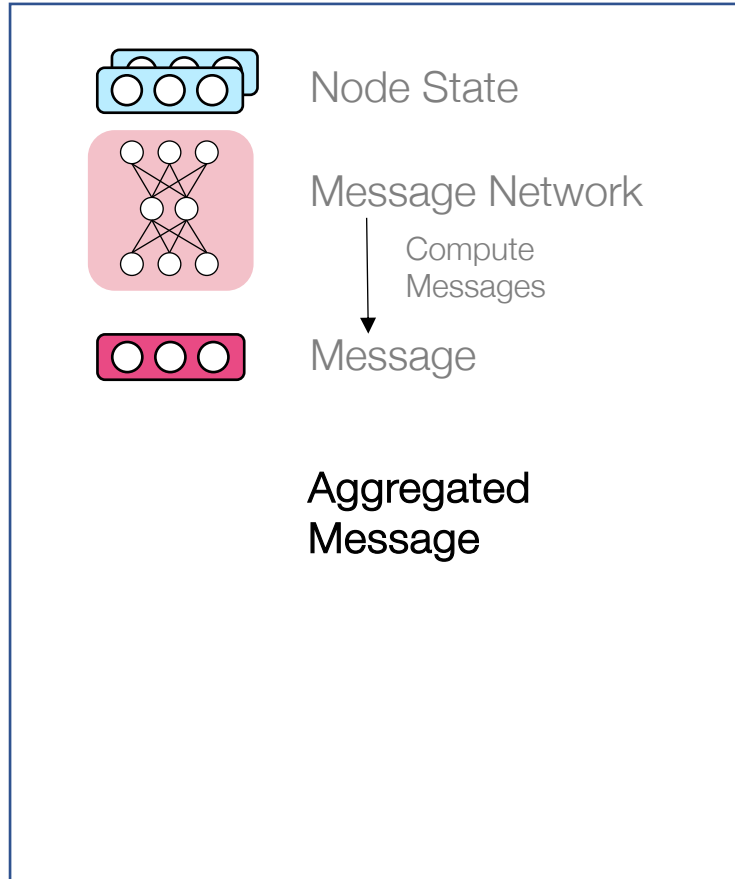 Node State
Message Network
Compute
Messages
Message
Aggregated
Message